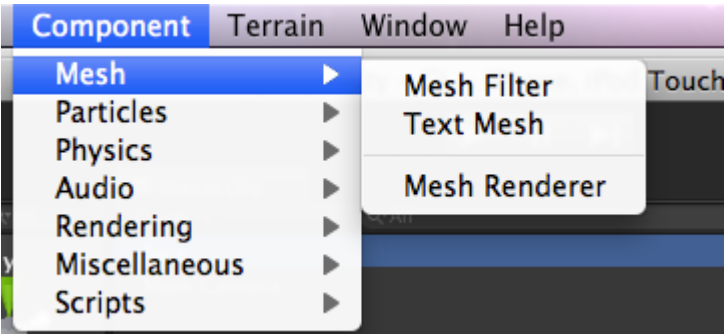 Component Terrain Window Help
Mesh
Particles
Physics
Audio
Rendering
Miscellaneous
Scripts
Mesh Filter
Text Mesh
Mesh Renderer
Touch